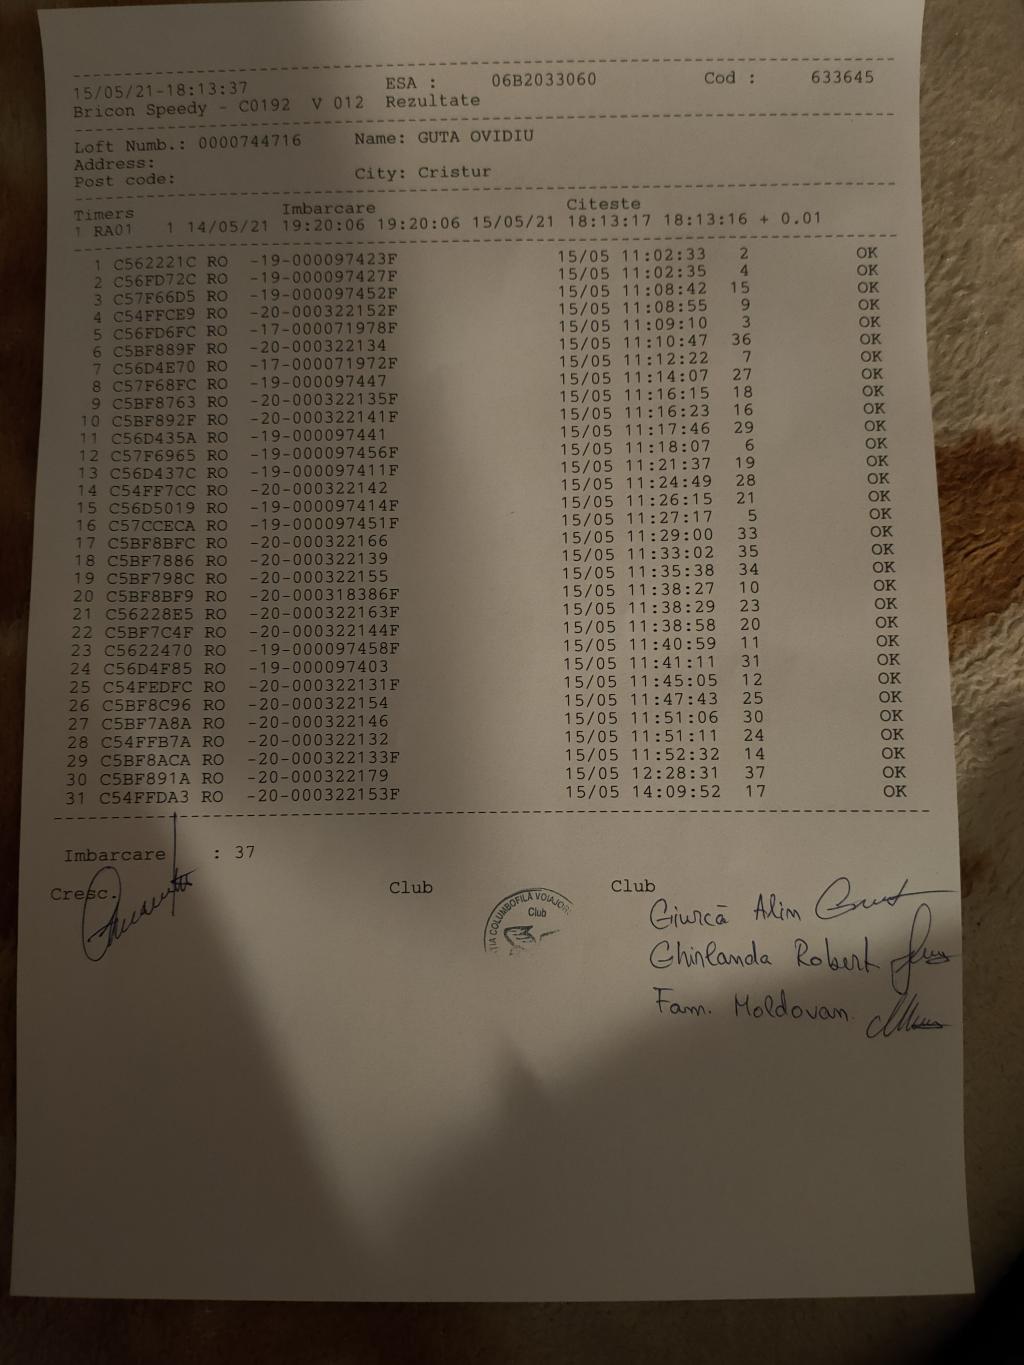 15/05/21-18:13:37 ESA : 06B2033060 Cod : 633645
Bricon Speedy - C0192 V 012 Rezultate
Loft Numb.: 0000744716 Name: GUTA OVIDIU
Address:
Post code: City: Cristur
Timers Imbarcare Citeste
1 RA01 1 14/05/21 19:20:06 19:20:06 15/05/21 18:13:17 18:13:16 + 0.01
1 C562221C RO -19-000097423F 15/05 11:02:33 2 OK
2 C56FD72C RO -19-000097427F 15/05 11:02:35 4 OK
3 C57F66D5 RO -19-000097452F 15/05 11:08:42 15 OK
4 C54FFCE9 RO -20-000322152F 15/05 11:08:55 9 OK
5 C56FD6FC RO -17-000071978F 15/05 11:09:10 3 OK
6 C5BF889F RO -20-000322134 15/05 11:10:47 36 OK
7 C56D4E70 RO -17-000071972F 15/05 11:12:22 7 OK
8 C57F68FC RO -19-000097447 15/05 11:14:07 27 OK
9 C5BF8763 RO -20-000322135F 15/05 11:16:15 18 OK
10 C5BF892F RO -20-000322141F 15/05 11:16:23 16 OK
11 C56D435A RO -19-000097441 15/05 11:17:46 29 OK
12 C57F6965 RO -19-000097456F 15/05 11:18:07 6 OK
13 C56D437C RO -19-000097411F 15/05 11:21:37 19 OK
14 C54FF7CC RO -20-000322142 15/05 11:24:49 28 OK
15 C56D5019 RO -19-000097414F 15/05 11:26:15 21 OK
16 C57CCECA RO -19-000097451F 15/05 11:27:17 5 OK
17 C5BF8BFC RO -20-000322166 15/05 11:29:00 33 OK
18 C5BF7886 RO -20-000322139 15/05 11:33:02 35 OK
19 C5BF798C RO -20-000322155 15/05 11:35:38 34 OK
20 C5BF8BF9 RO -20-000318386F 15/05 11:38:27 10 OK
21 C56228E5 RO -20-000322163F 15/05 11:38:29 23 OK
22 C5BF7C4F RO -20-000322144F 15/05 11:38:58 20 OK
23 C5622470 RO -19-000097458F 15/05 11:40:59 11 OK
24 C56D4F85 RO -19-000097403 15/05 11:41:11 31 OK
25 C54FEDFC RO -20-000322131F 15/05 11:45:05 12 OK
26 C5BF8C96 RO -20-000322154 15/05 11:47:43 25 OK
27 C5BF7A8A RO -20-000322146 15/05 11:51:06 30 OK
28 C54FFB7A RO -20-000322132 15/05 11:51:11 24 OK
29 C5BF8ACA RO -20-000322133F 15/05 11:52:32 14 OK
30 C5BF891A RO -20-000322179 15/05 12:28:31 37 OK
31 C54FFDA3 RO -20-000322153F 15/05 14:09:52 17 OK
Imbarcare : 37
Cresc. Club Club
COLUMBOFILĂ
Club
Giurcă Alin
Ghirlanda Robert
Fam. Moldovan